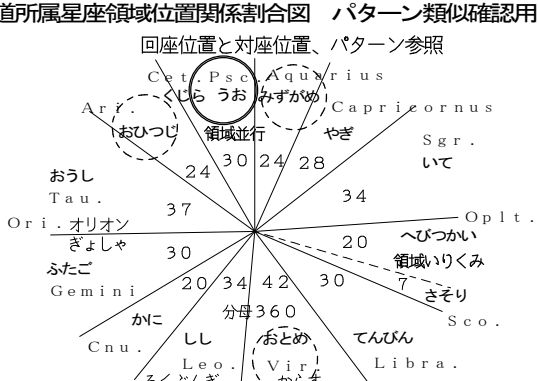 道所属星座領域位置関係割合図　パターン類似確認用
回座位置と対座位置、パターン参照
Cet. Psc. Aquarius
くじら うお みずがめ
Ari. Capricornus
おひつじ 領域並行 やぎ
Sgr.
いて
24 30 24 28
おうし
Tau.
37 34
Ori. オリオン Oplt.
ぎょしゃ
20 へびつかい
30 領域いりくみ
ふたご
Gemini 20 34 42 30 7 さそり
分母360
かに Sco.
Cnu. しし おとめ てんびん
Leo. Vir. Libra.